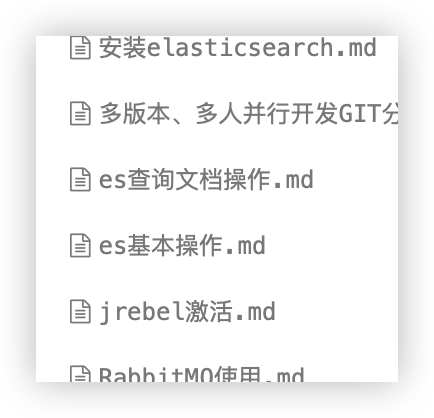 安装elasticsearch.md
多版本、多人并行开发GIT分
es查询文档操作.md
es基本操作.md
jrebel激活.md
RabbitMQ使用.md